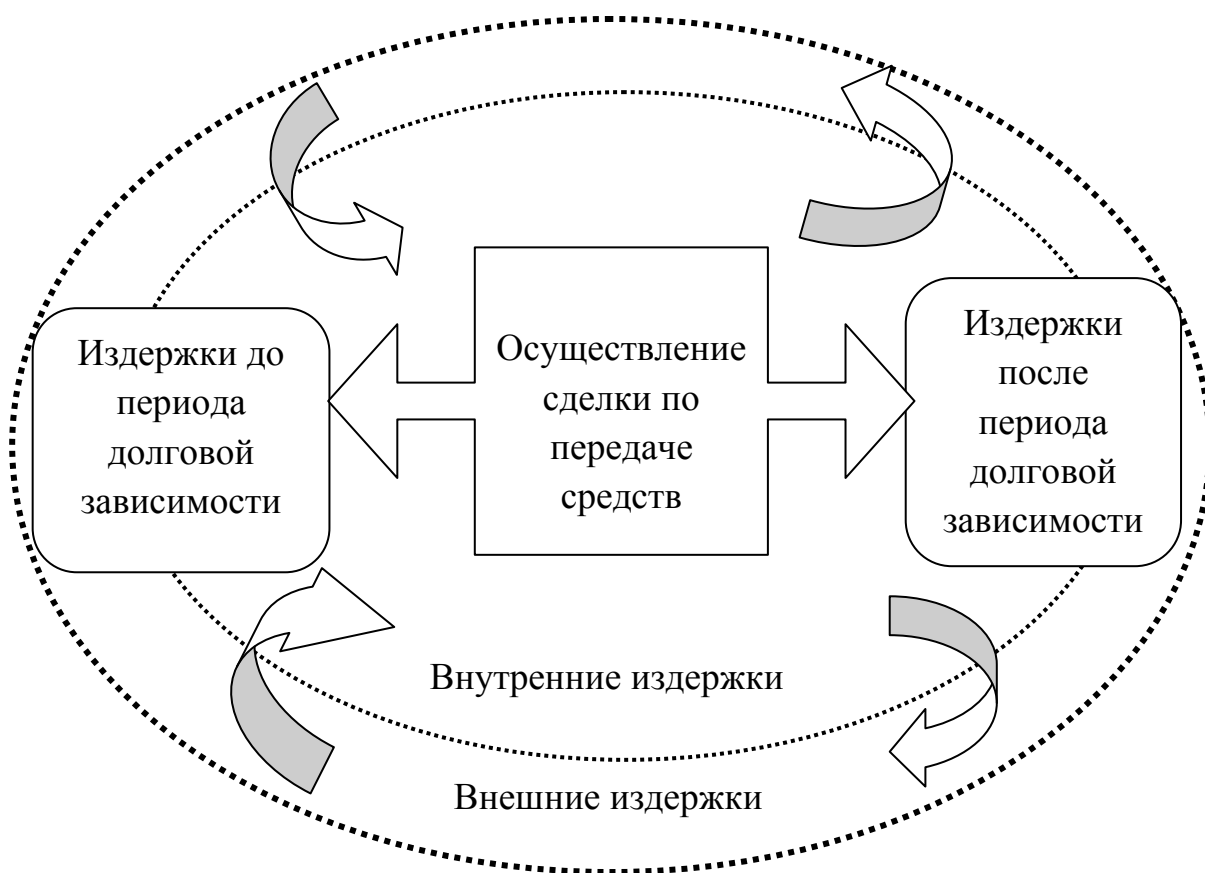 Издержки до
периода
долговой
зависимости
Осуществление
сделки по
передаче
средств
Издержки
после
периода
долговой
зависимости
Внутренние издержки
Внешние издержки